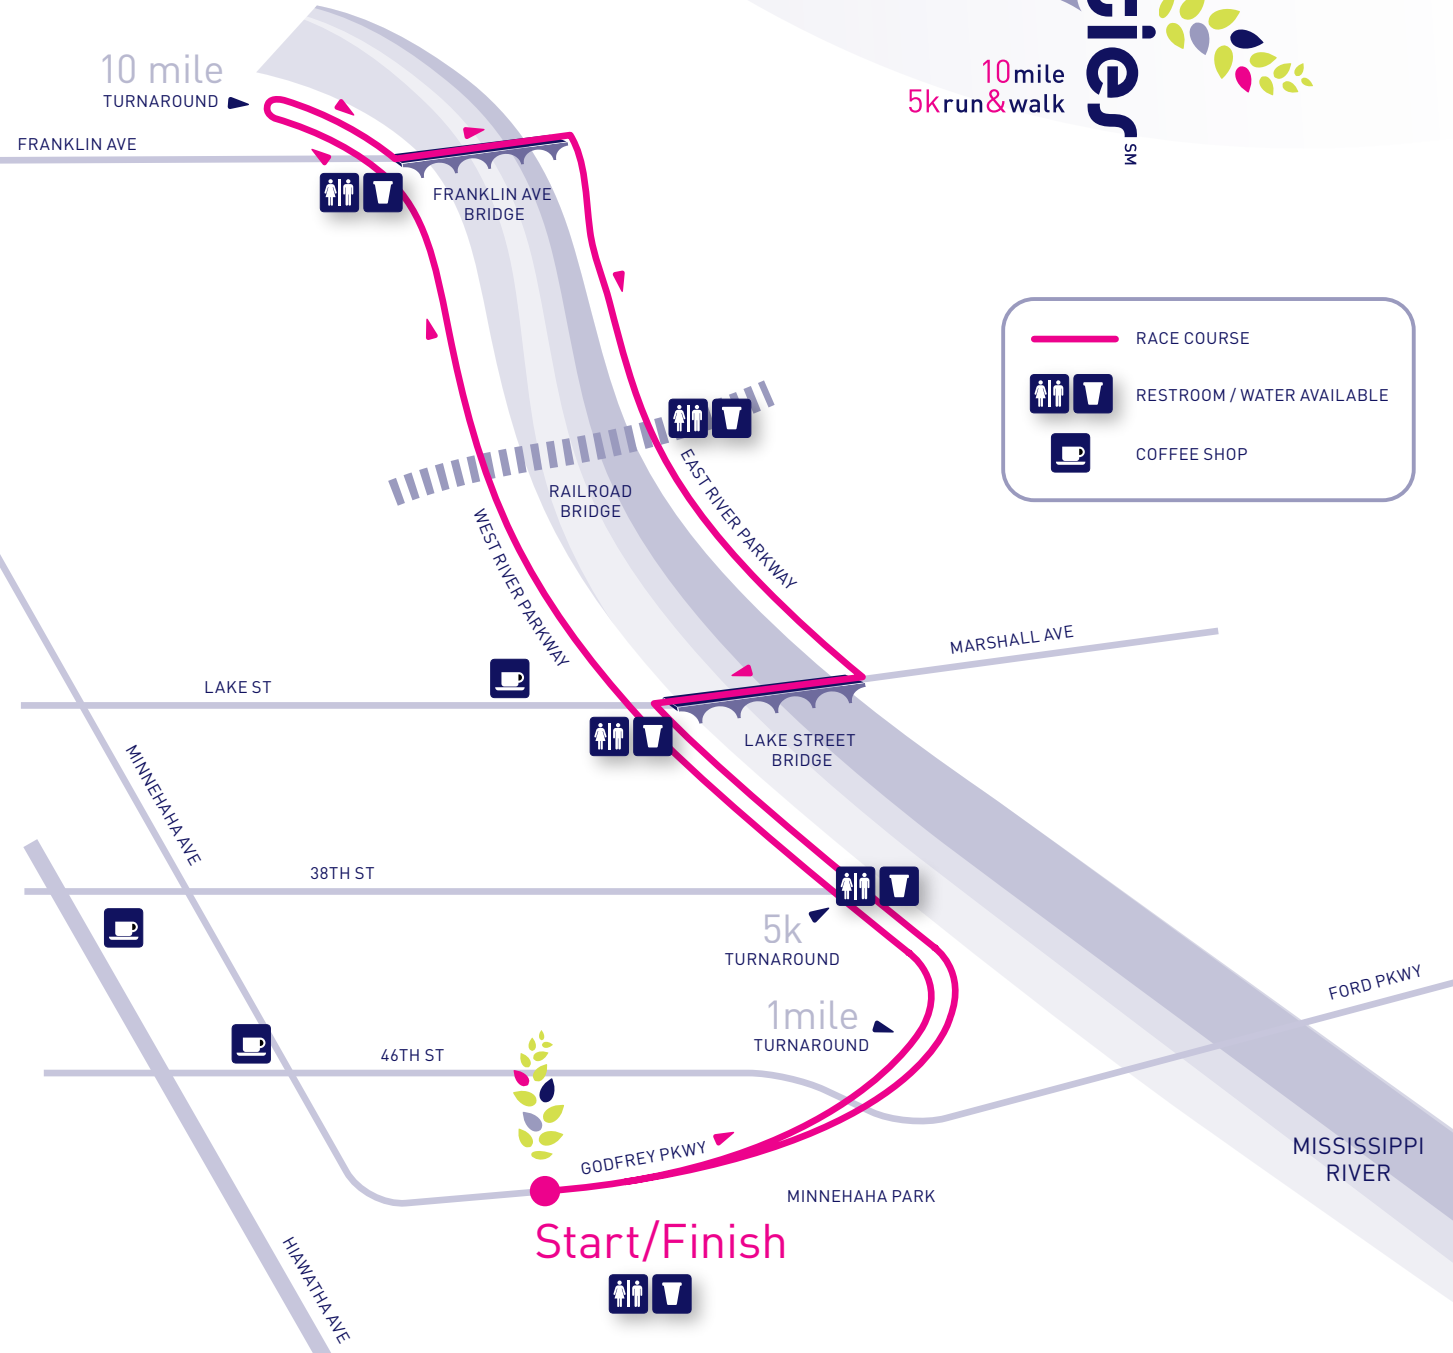 10 mile
TURNAROUND
FRANKLIN AVE
FRANKLIN AVE
BRIDGE
10mile
5krun&walk
ties
SM
RACE COURSE
RESTROOM / WATER AVAILABLE
COFFEE SHOP
RAILROAD
BRIDGE
EAST RIVER PARKWAY
WEST RIVER PARKWAY
MARSHALL AVE
LAKE ST
LAKE STREET
BRIDGE
MINNEHAHA AVE
38TH ST
5k
TURNAROUND
1mile
TURNAROUND
FORD PKWY
46TH ST
GODFREY PKWY
MINNEHAHA PARK
MISSISSIPPI
RIVER
Start/Finish
HIAWATHA AVE